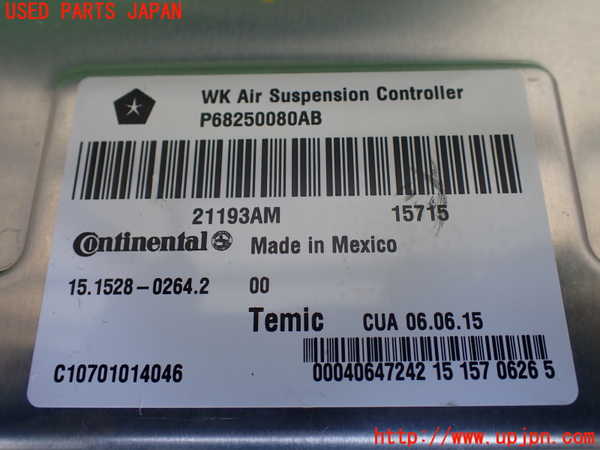 USED PARTS JAPAN
WK Air Suspension Controller
P68250080AB
21193AM 15715
Continental Made in Mexico
15.1528-0264.2 00
Temic CUA 06.06.15
C10701014046 00040647242 15 157 0626 5
http://www.upjpn.com